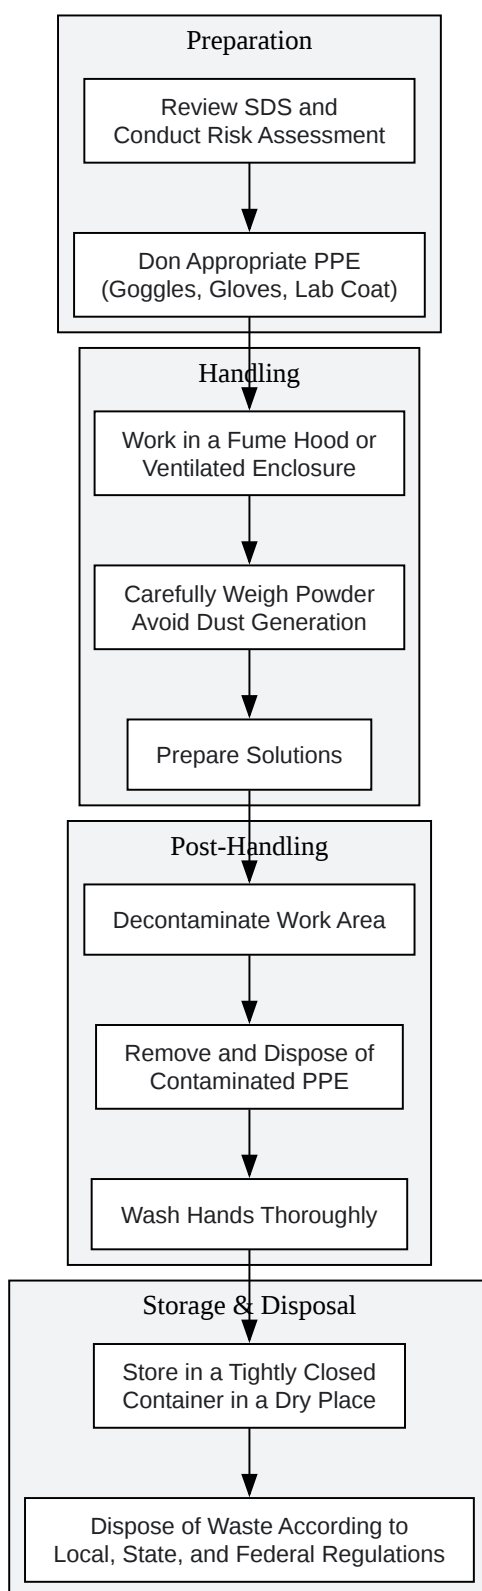 Preparation
Review SDS and
Conduct Risk Assessment
Don Appropriate PPE
(Goggles, Gloves, Lab Coat)
Handling
Work in a Fume Hood or
Ventilated Enclosure
Carefully Weigh Powder
Avoid Dust Generation
Prepare Solutions
Post-Handling
Decontaminate Work Area
Remove and Dispose of
Contaminated PPE
Wash Hands Thoroughly
Storage & Disposal
Store in a Tightly Closed
Container in a Dry Place
Dispose of Waste According to
Local, State, and Federal Regulations